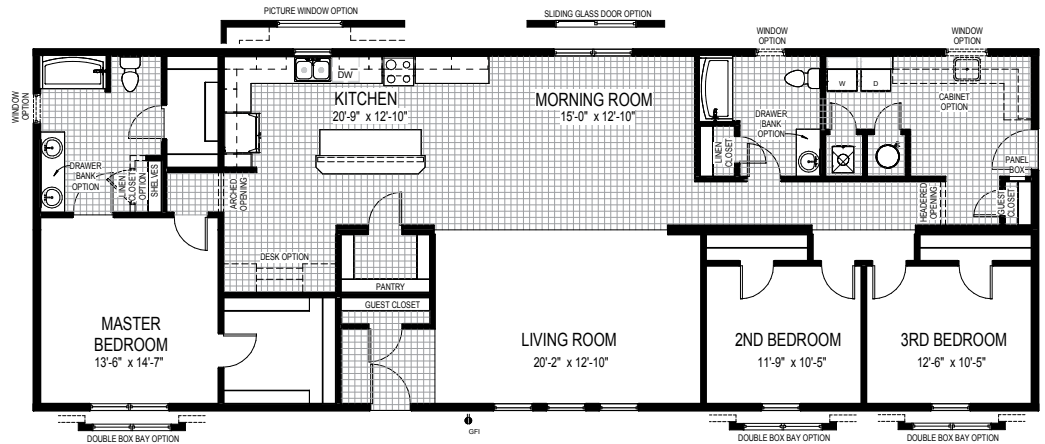 PICTURE WINDOW OPTION
SLIDING GLASS DOOR OPTION
WINDOW
OPTION
WINDOW
OPTION
WINDOW
OPTION
DW
KITCHEN
20'-9" x 12'-10"
MORNING ROOM
15'-0" x 12'-10"
W
D
CABINET
OPTION
DRAWER
BANK
OPTION
LINEN
CLOSET
DRAWER
BANK
OPTION
LINEN
CLOSET
OPTION
SHELVES
ARCHED
OPENING
PANEL
BOX
HEADERED
OPENING
GUEST
CLOSET
DESK OPTION
PANTRY
GUEST CLOSET
MASTER
BEDROOM
13'-6" x 14'-7"
LIVING ROOM
20'-2" x 12'-10"
2ND BEDROOM
11'-9" x 10'-5"
3RD BEDROOM
12'-6" x 10'-5"
GFI
DOUBLE BOX BAY OPTION
DOUBLE BOX BAY OPTION
DOUBLE BOX BAY OPTION